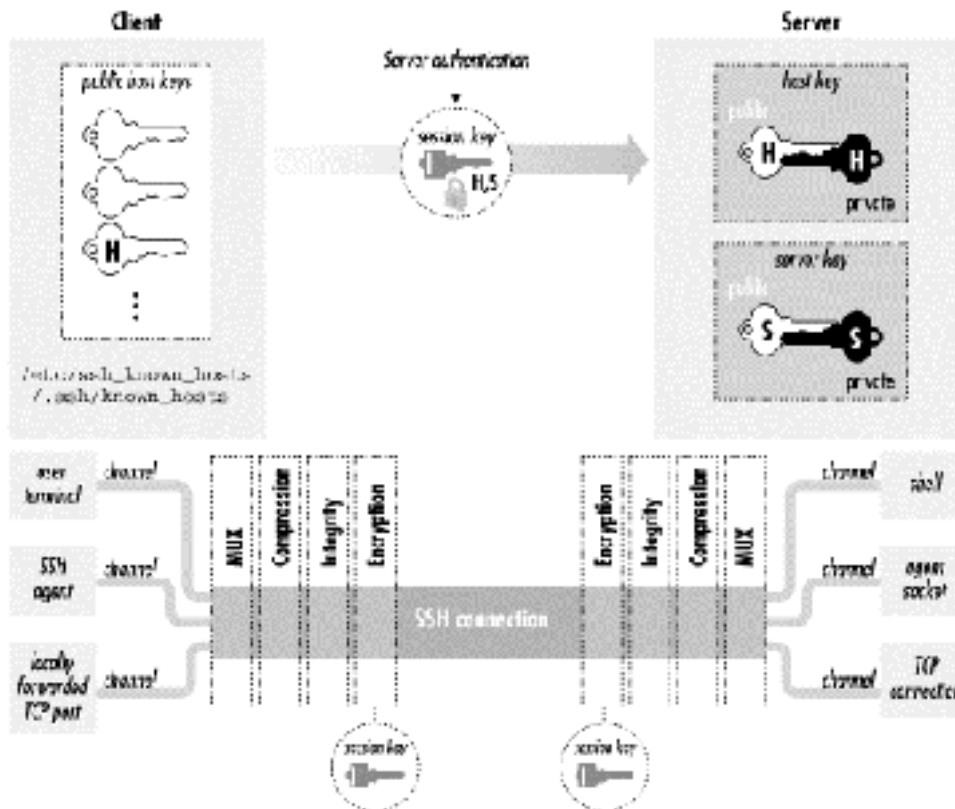 Client
Server
public host keys
Server authentication
session key
H,S
host key
public
H
H
private
H
server key
public
S
S
private
/etc/ssh_known_hosts
/.ssh/known_hosts
user
terminal
channel
channel
shell
MUX
Compression
Integrity
Encryption
Encryption
Integrity
Compression
MUX
SSH
agent
channel
channel
agent
socket
SSH connection
locally
forwarded
TCP port
channel
channel
TCP
connection
session key
session key